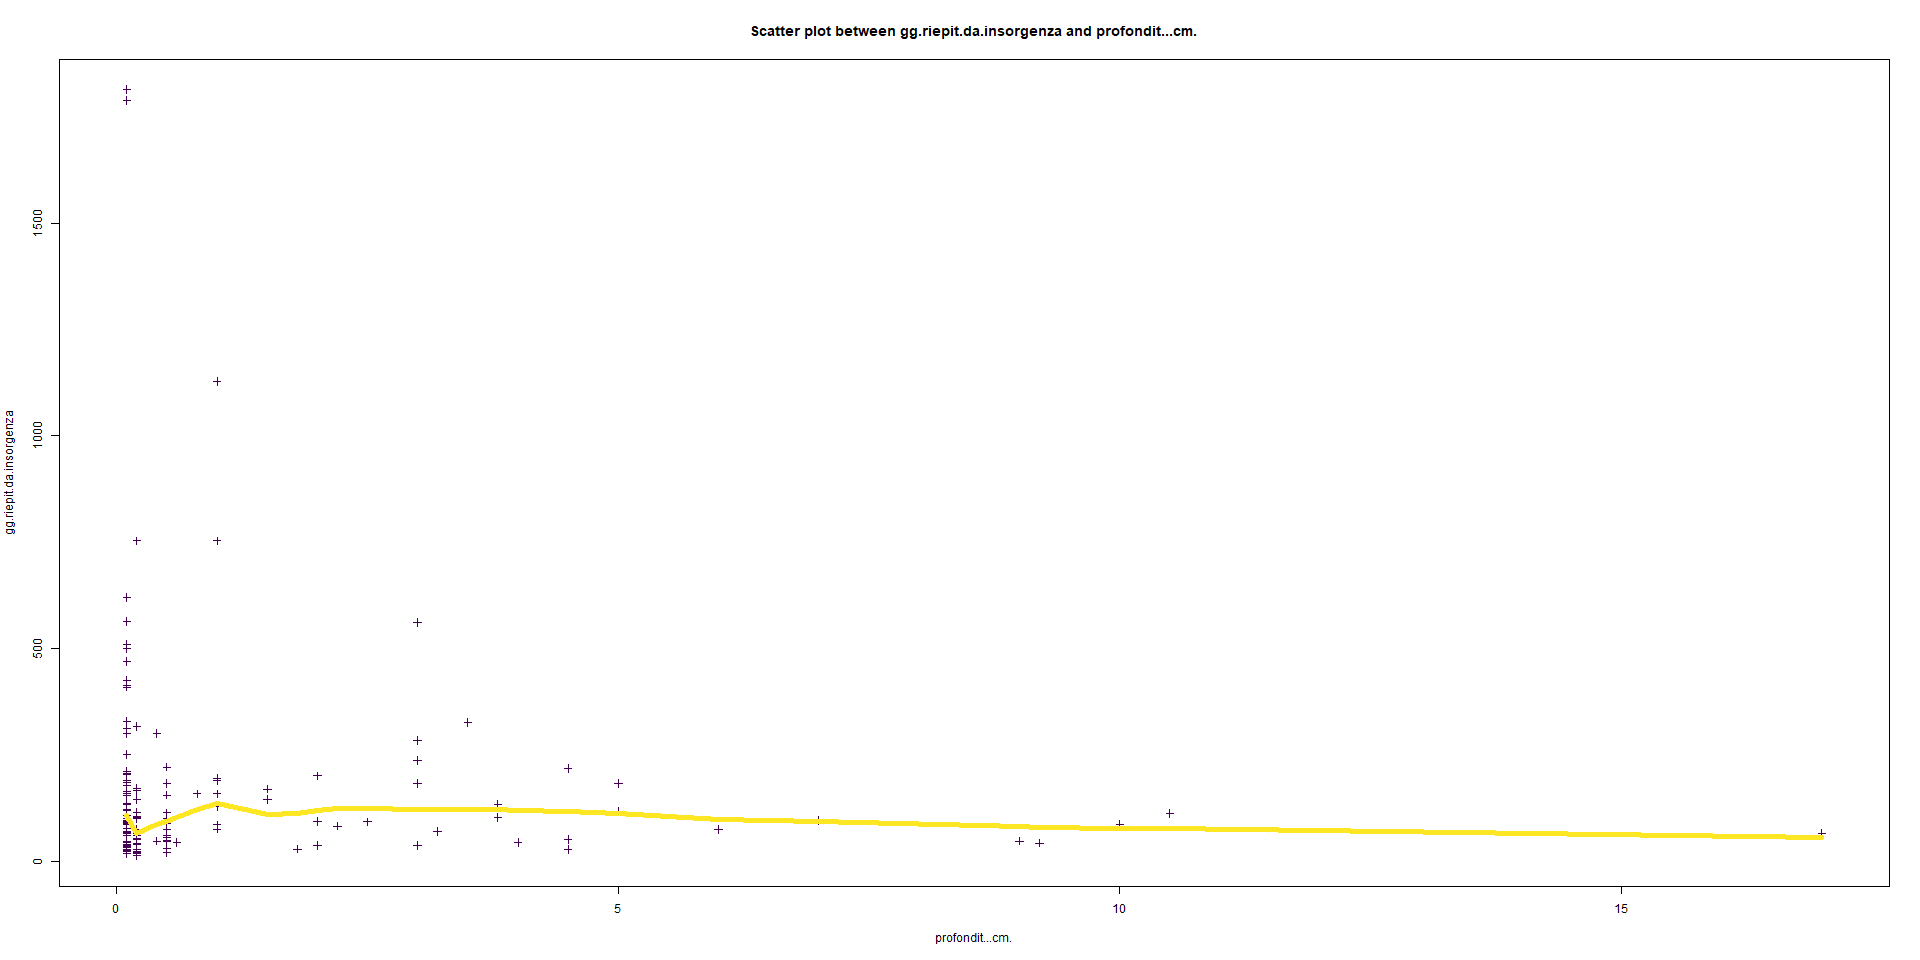 Scatter plot between gg.riepit.da.insorgenza and profondit...cm.
gg.riepit.da.insorgenza
1500
1000
500
0
0 5 10 15
profondit...cm.